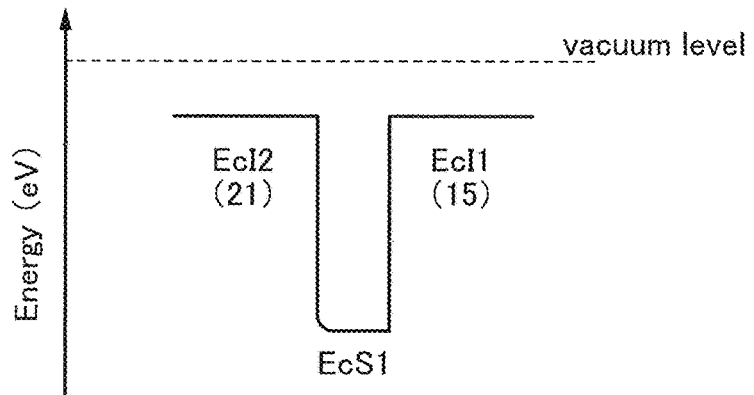 vacuum level
EcI2
(21)
EcI1
(15)
Energy (eV)
EcS1